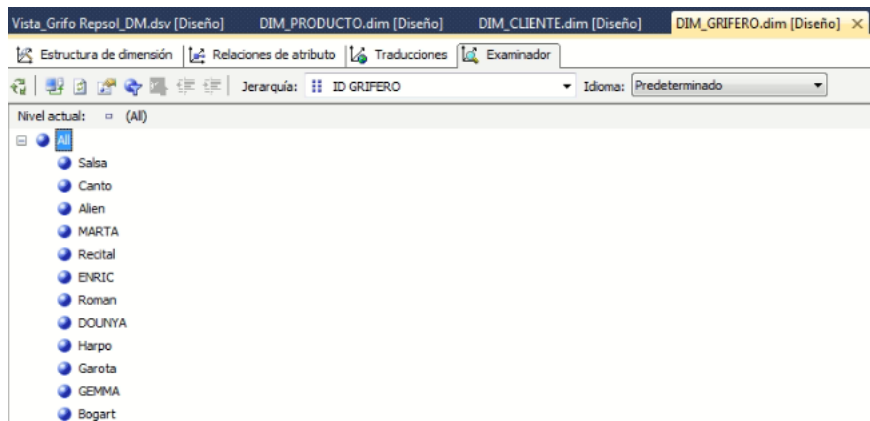 Vista_Grifo Repsol_DM.dsv [Diseño] DIM_PRODUCTO.dim [Diseño] DIM_CLIENTE.dim [Diseño] DIM_GRIFERO.dim [Diseño]
Estructura de dimensión Relaciones de atributo Traducciones Examinador
Jerarquía: ID GRIFERO Idioma: Predeterminado
Nivel actual: (All)
All
Salsa
Canto
Alien
MARTA
Recital
ENRIC
Roman
DOUNYA
Harpo
Garota
GEMMA
Bogart